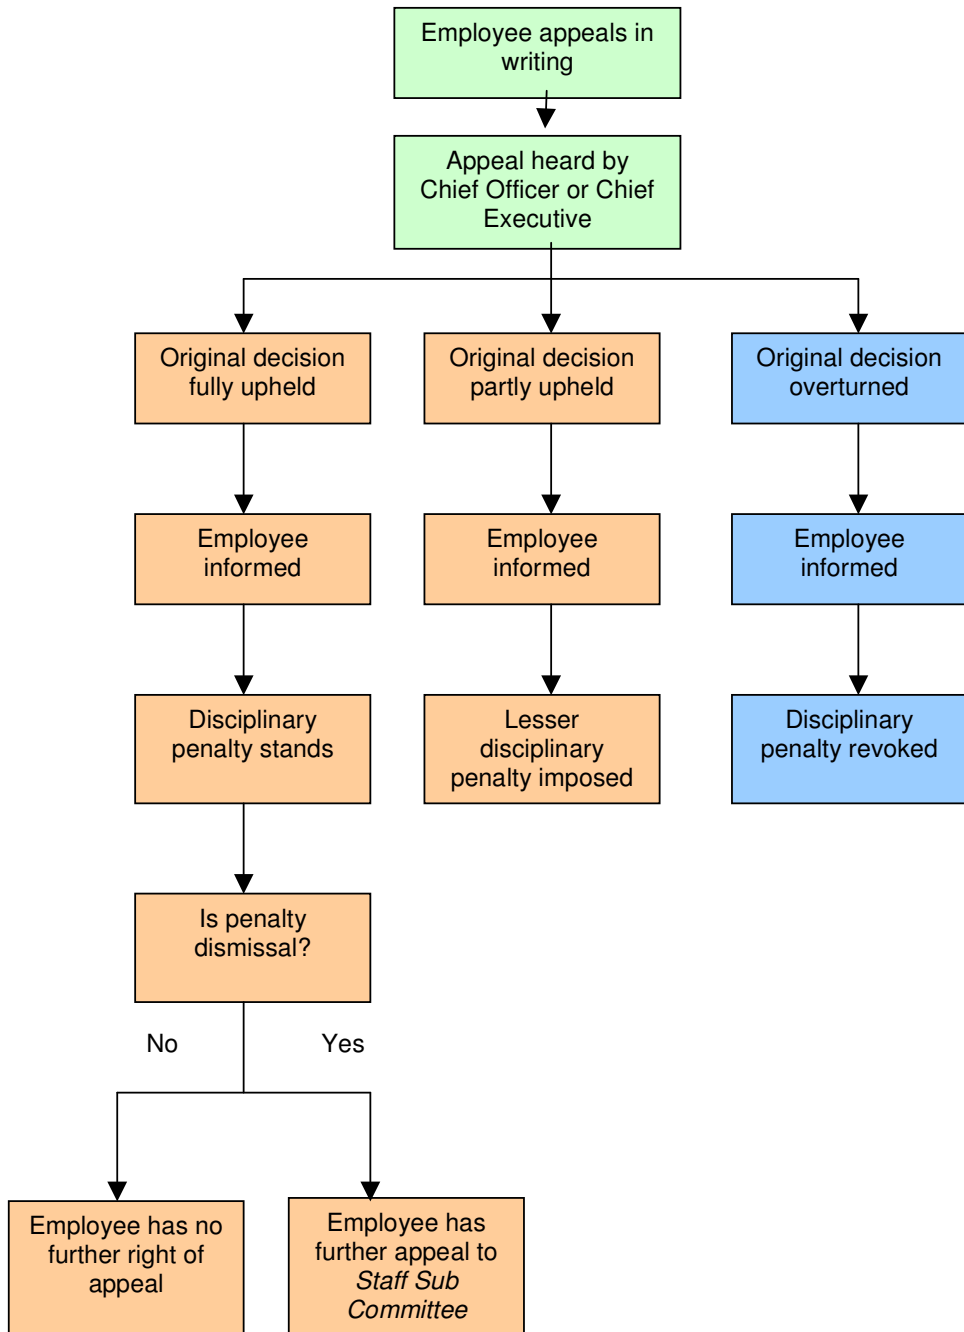 Employee appeals in
writing
Appeal heard by
Chief Officer or Chief
Executive
Original decision
fully upheld
Original decision
partly upheld
Original decision
overturned
Employee
informed
Employee
informed
Employee
informed
Disciplinary
penalty stands
Lesser
disciplinary
penalty imposed
Disciplinary
penalty revoked
Is penalty
dismissal?
No
Yes
Employee has no
further right of
appeal
Employee has
further appeal to
Staff Sub
Committee